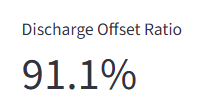 Discharge Offset Ratio
91.1%